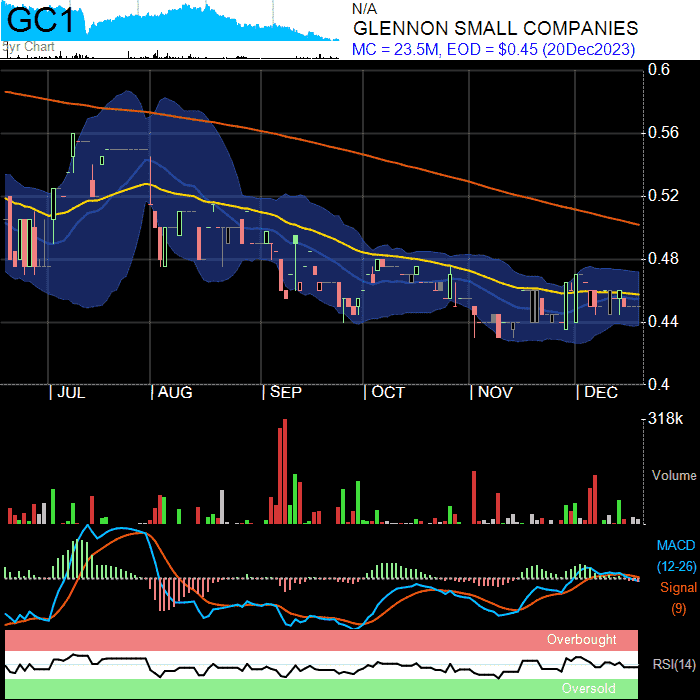 GC1
5yr Chart
N/A
GLENNON SMALL COMPANIES
MC = 23.5M, EOD = $0.45 (20Dec2023)
0.6
0.56
0.52
0.48
0.44
0.4
JUL AUG SEP OCT NOV DEC
318k
Volume
MACD
(12-26)
Signal
(9)
Overbought
RSI(14)
Oversold